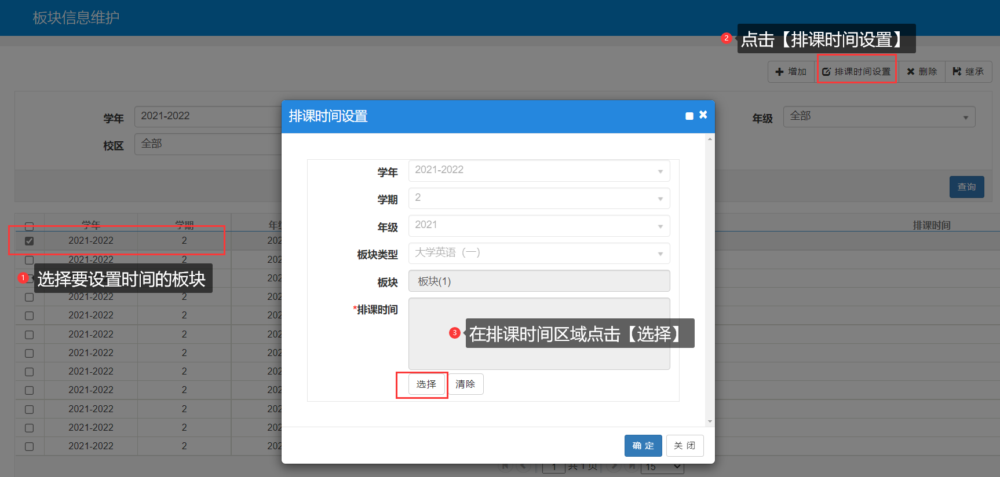 板块信息维护
2 点击【排课时间设置】
增加 排课时间设置 删除 继承
学年 2021-2022
年级 全部
校区 全部
查询
学年 学期 年级 排课时间
2021-2022 2 202
2021-2022 2 202
1 选择要设置时间的板块
2 202
2021-2022 2 202
2021-2022 2 202
2021-2022 2 202
2021-2022 2 202
2021-2022 2 202
2021-2022 2 202
2021-2022 2 202
2021-2022 2 202
2021-2022 2 202
1 共 1 页 15
排课时间设置
学年 2021-2022
学期 2
年级 2021
板块类型 大学英语（一）
板块 板块(1)
*排课时间
3 在排课时间区域点击【选择】
选择 清除
确 定 关 闭